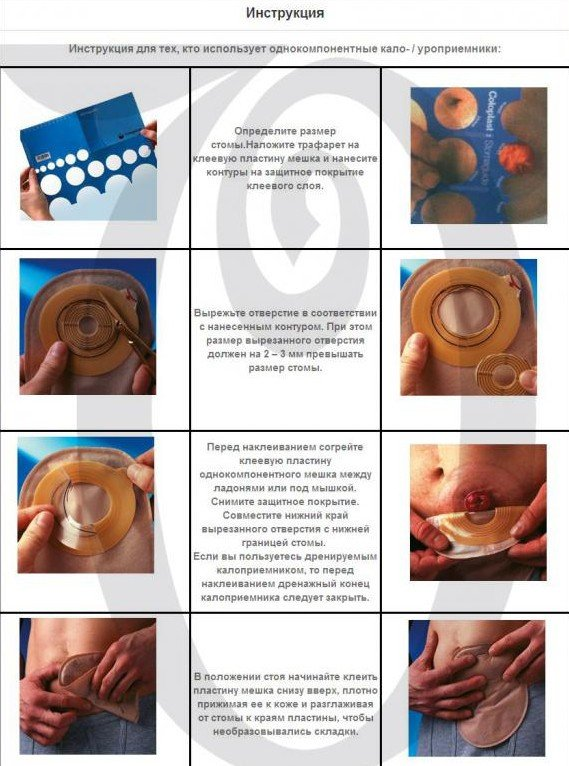 Инструкция
Инструкция для тех, кто использует однокомпонентные кало- / уроприемники:
Определите размер
стомы.Наложите трафарет на
клеевую пластину мешка и нанесите
контуры на защитное покрытие
клеевого слоя.
Coloplast
Вырежьте отверстие в соответствии
с нанесенным контуром. При этом
размер вырезанного отверстия
должен на 2 – 3 мм превышать
размер стомы.
Перед наклеиванием согрейте
клеевую пластину
однокомпонентного мешка между
ладонями или под мышкой.
Снимите защитное покрытие.
Совместите нижний край
вырезанного отверстия с нижней
границей стомы.
Если вы пользуетесь дренируемым
калоприемником, то перед
наклеиванием дренажный конец
калоприемника следует закрыть.
В положении стоя начинайте клеить
пластину мешка снизу вверх, плотно
прижимая ее к коже и разглаживая
от стомы к краям пластины, чтобы
необразовывались складки.